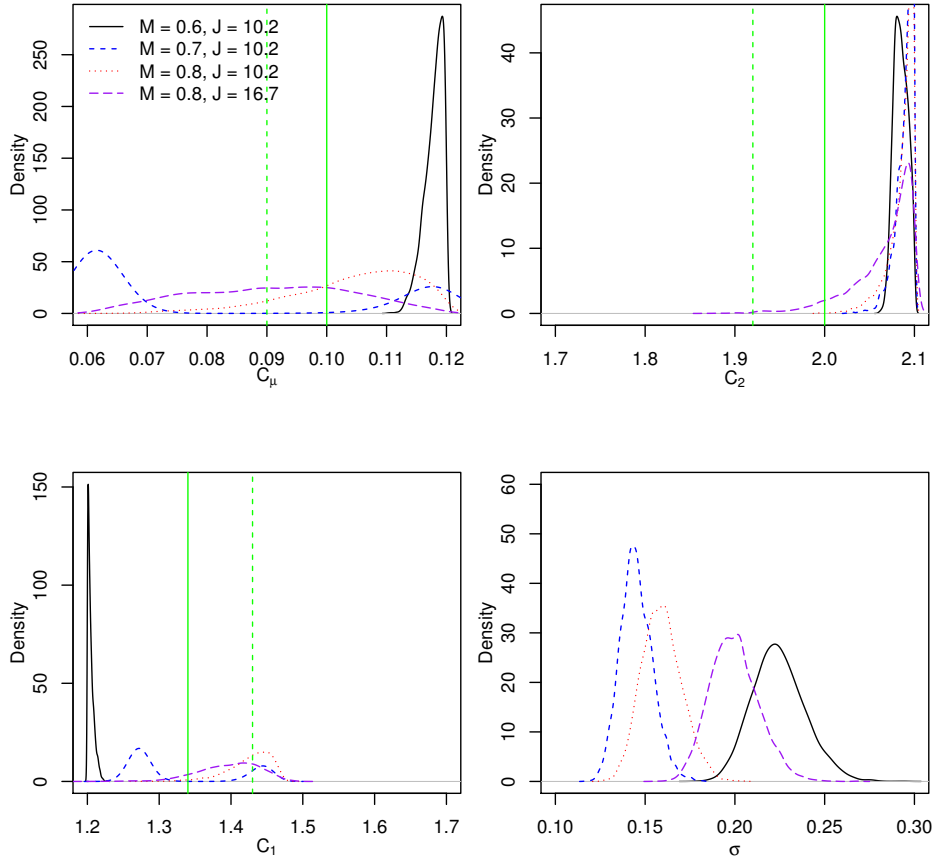 M = 0.6, J = 10.2
M = 0.7, J = 10.2
M = 0.8, J = 10.2
M = 0.8, J = 16.7
Density
0 50 100 150 200 250
0.06 0.07 0.08 0.09 0.10 0.11 0.12
C_μ
Density
0 10 20 30 40
1.7 1.8 1.9 2.0 2.1
C_2
Density
0 50 100 150
1.2 1.3 1.4 1.5 1.6 1.7
C_1
Density
0 10 20 30 40 50 60
0.10 0.15 0.20 0.25 0.30
σ